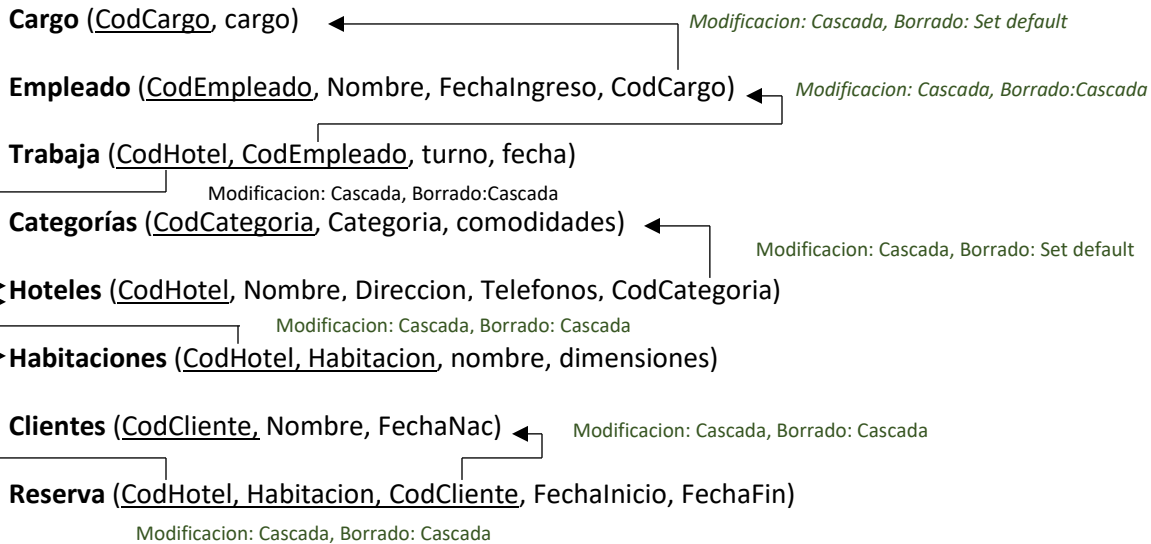 Cargo (CodCargo, cargo) Modificacion: Cascada, Borrado: Set default
Empleado (CodEmpleado, Nombre, FechaIngreso, CodCargo) Modificacion: Cascada, Borrado:Cascada
Trabaja (CodHotel, CodEmpleado, turno, fecha)
Modificacion: Cascada, Borrado:Cascada
Categorías (CodCategoria, Categoria, comodidades)
Modificacion: Cascada, Borrado: Set default
Hoteles (CodHotel, Nombre, Direccion, Telefonos, CodCategoria)
Modificacion: Cascada, Borrado: Cascada
Habitaciones (CodHotel, Habitacion, nombre, dimensiones)
Clientes (CodCliente, Nombre, FechaNac) Modificacion: Cascada, Borrado: Cascada
Reserva (CodHotel, Habitacion, CodCliente, FechaInicio, FechaFin)
Modificacion: Cascada, Borrado: Cascada